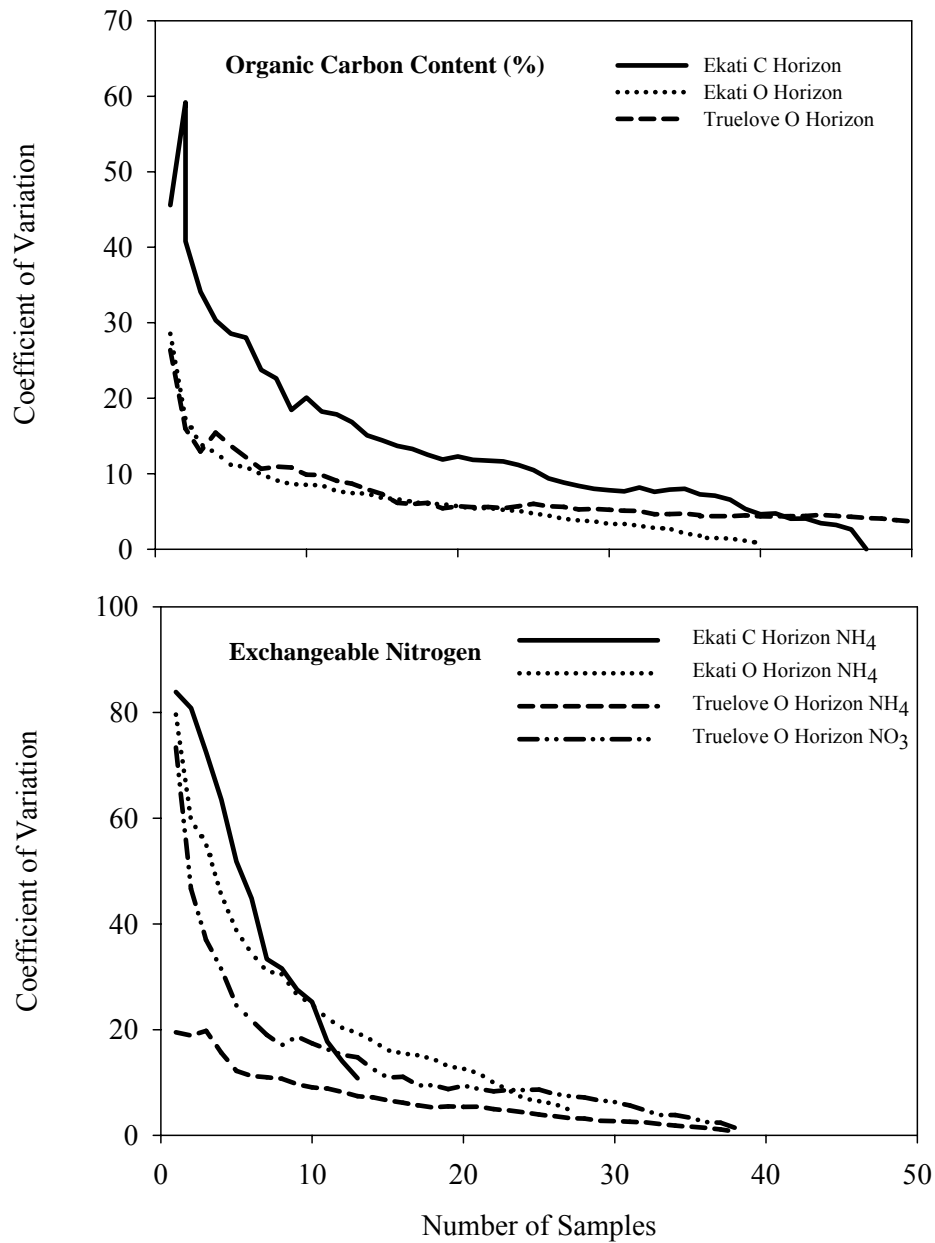 70
60
50
40
30
20
10
0
Coefficient of Variation
Organic Carbon Content (%)
Ekati C Horizon
Ekati O Horizon
Truelove O Horizon
100
80
60
40
20
0
Coefficient of Variation
Exchangeable Nitrogen
Ekati C Horizon NH4
Ekati O Horizon NH4
Truelove O Horizon NH4
Truelove O Horizon NO3
0 10 20 30 40 50
Number of Samples